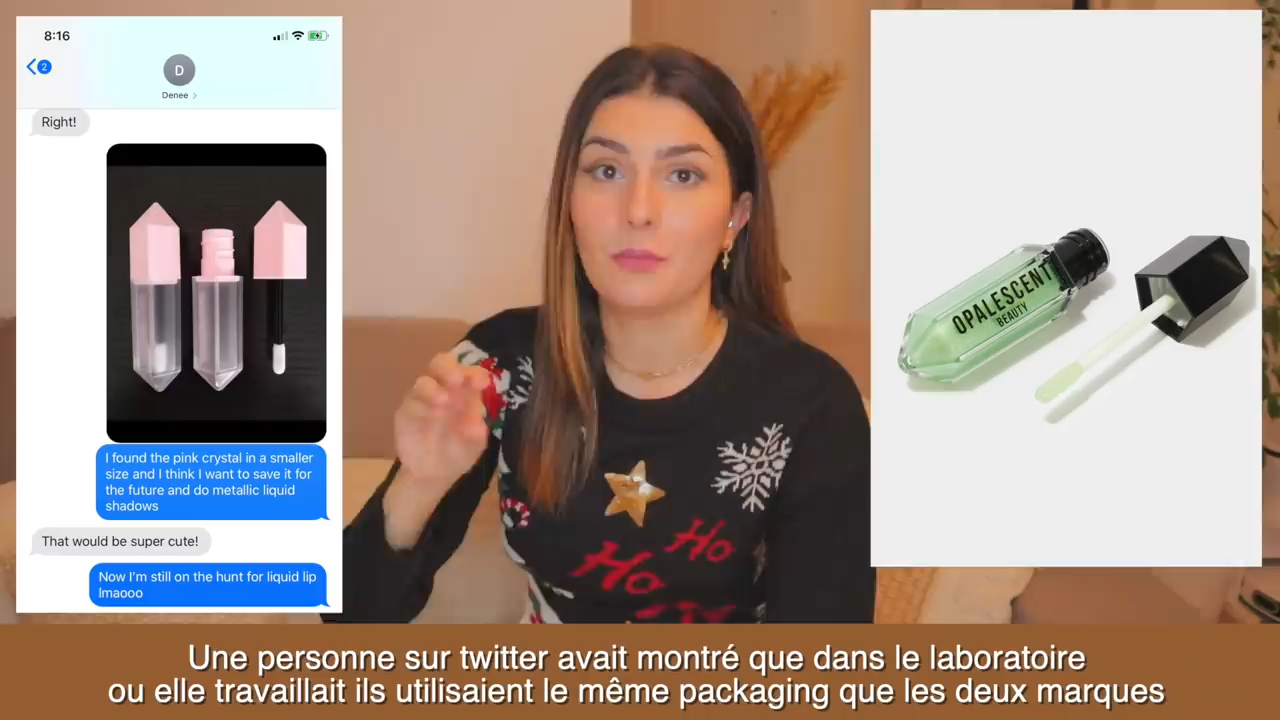 8:16
2
D
Denee
Right!
I found the pink crystal in a smaller
size and I think I want to save it for
the future and do metallic liquid
shadows
That would be super cute!
Now I'm still on the hunt for liquid lip
lmaooo
OPALESCENT
BEAUTY
Ho
Ho
Une personne sur twitter avait montré que dans le laboratoire
ou elle travaillait ils utilisaient le même packaging que les deux marques